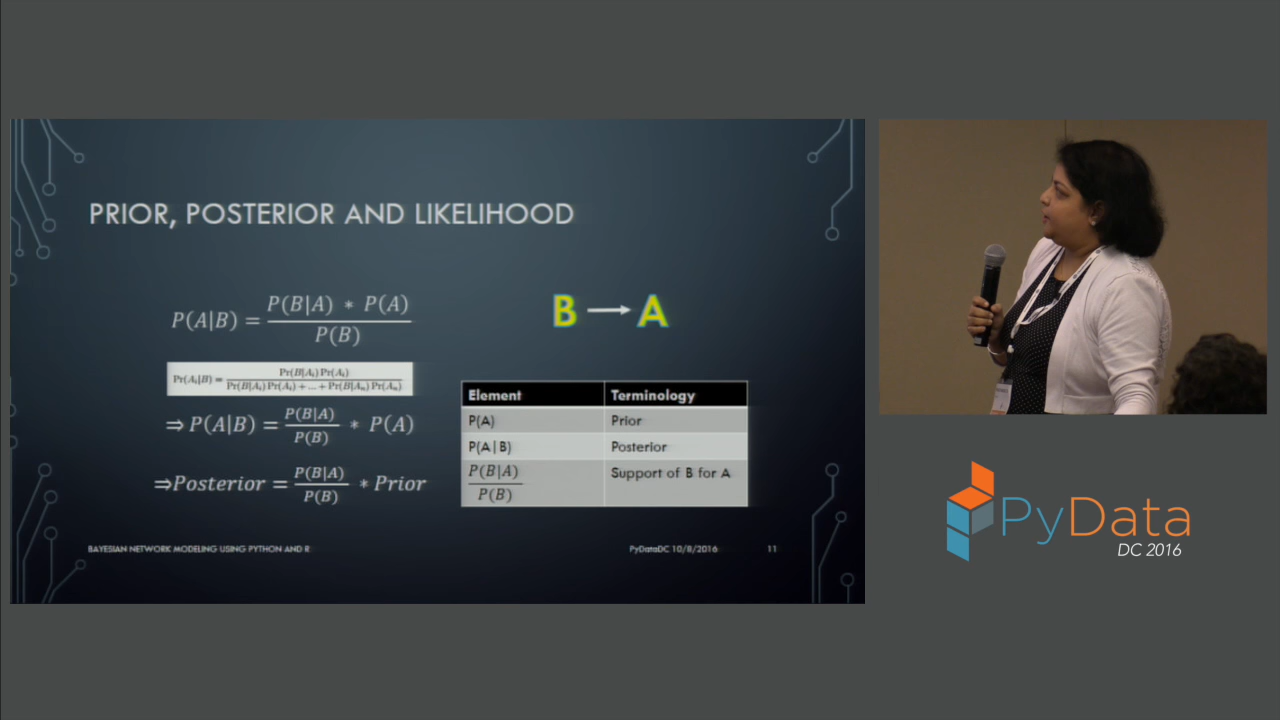 PRIOR, POSTERIOR AND LIKELIHOOD
P(A|B) = P(B|A) * P(A) / P(B)
Pr(A_i|B) = Pr(B|A_i) Pr(A_i) / Pr(B|A_i) Pr(A_i) + ... + Pr(B|A_n) Pr(A_n)
⇒ P(A|B) = P(B|A) / P(B) * P(A)
⇒Posterior = P(B|A) / P(B) * Prior
B → A
Element Terminology
P(A) Prior
P(A|B) Posterior
P(B|A) / P(B) Support of B for A
BAYESIAN NETWORK MODELING USING PYTHON AND R
PyDataDC 10/8/2016
11
PyData
DC 2016